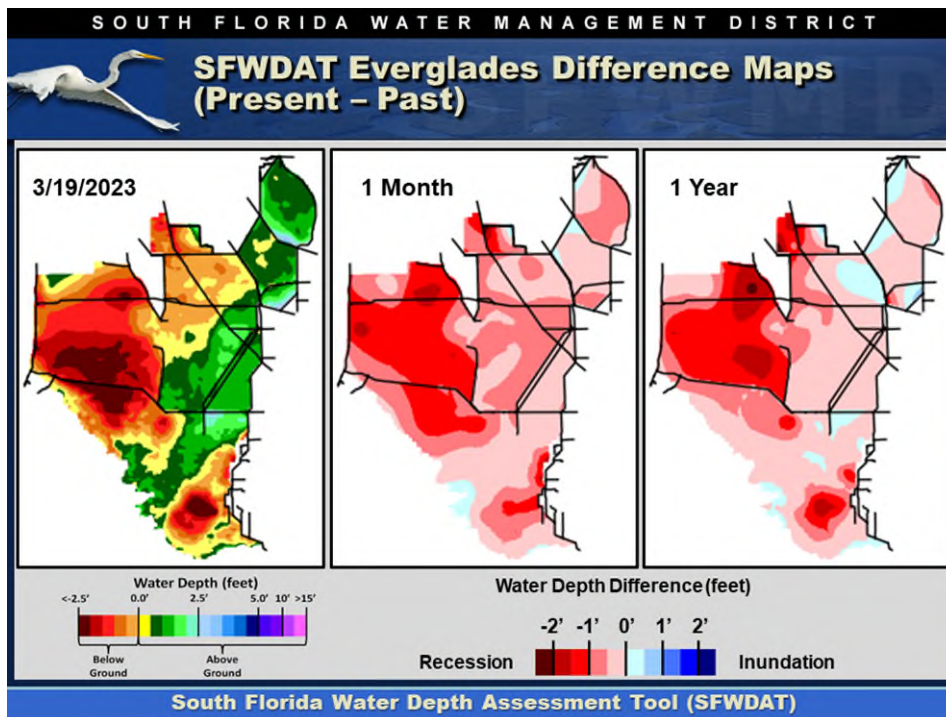 SOUTH FLORIDA WATER MANAGEMENT DISTRICT
SFWDAT Everglades Difference Maps
(Present – Past)
3/19/2023
1 Month
1 Year
Water Depth (feet)
<-2.5' 0.0' 2.5' 5.0' 10' >15'
Below
Ground
Above
Ground
Water Depth Difference (feet)
-2' -1' 0' 1' 2'
Recession
Inundation
South Florida Water Depth Assessment Tool (SFWDAT)